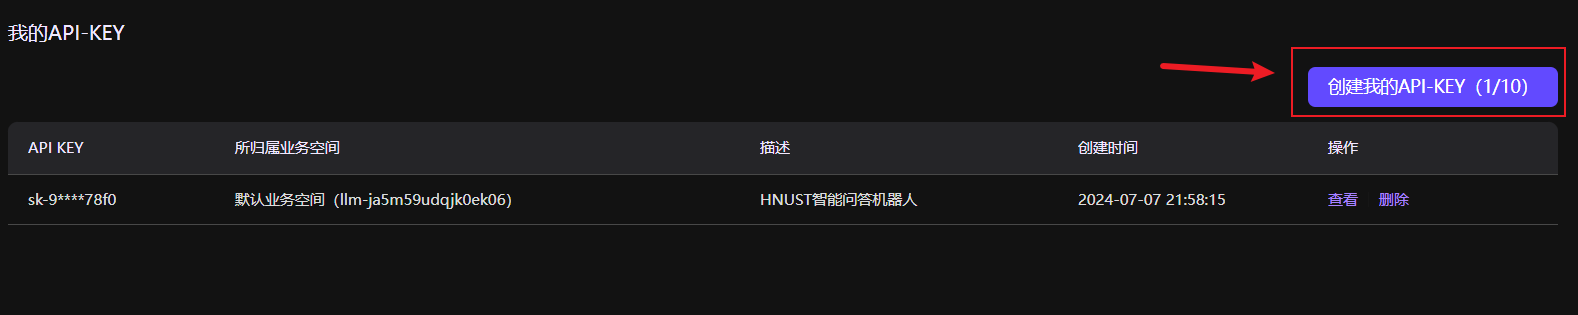 我的API-KEY
创建我的API-KEY（1/10）
API KEY 所归属业务空间 描述 创建时间 操作
sk-9****78f0 默认业务空间（llm-ja5m59udqjk0ek06） HNUST智能问答机器人 2024-07-07 21:58:15 查看 删除